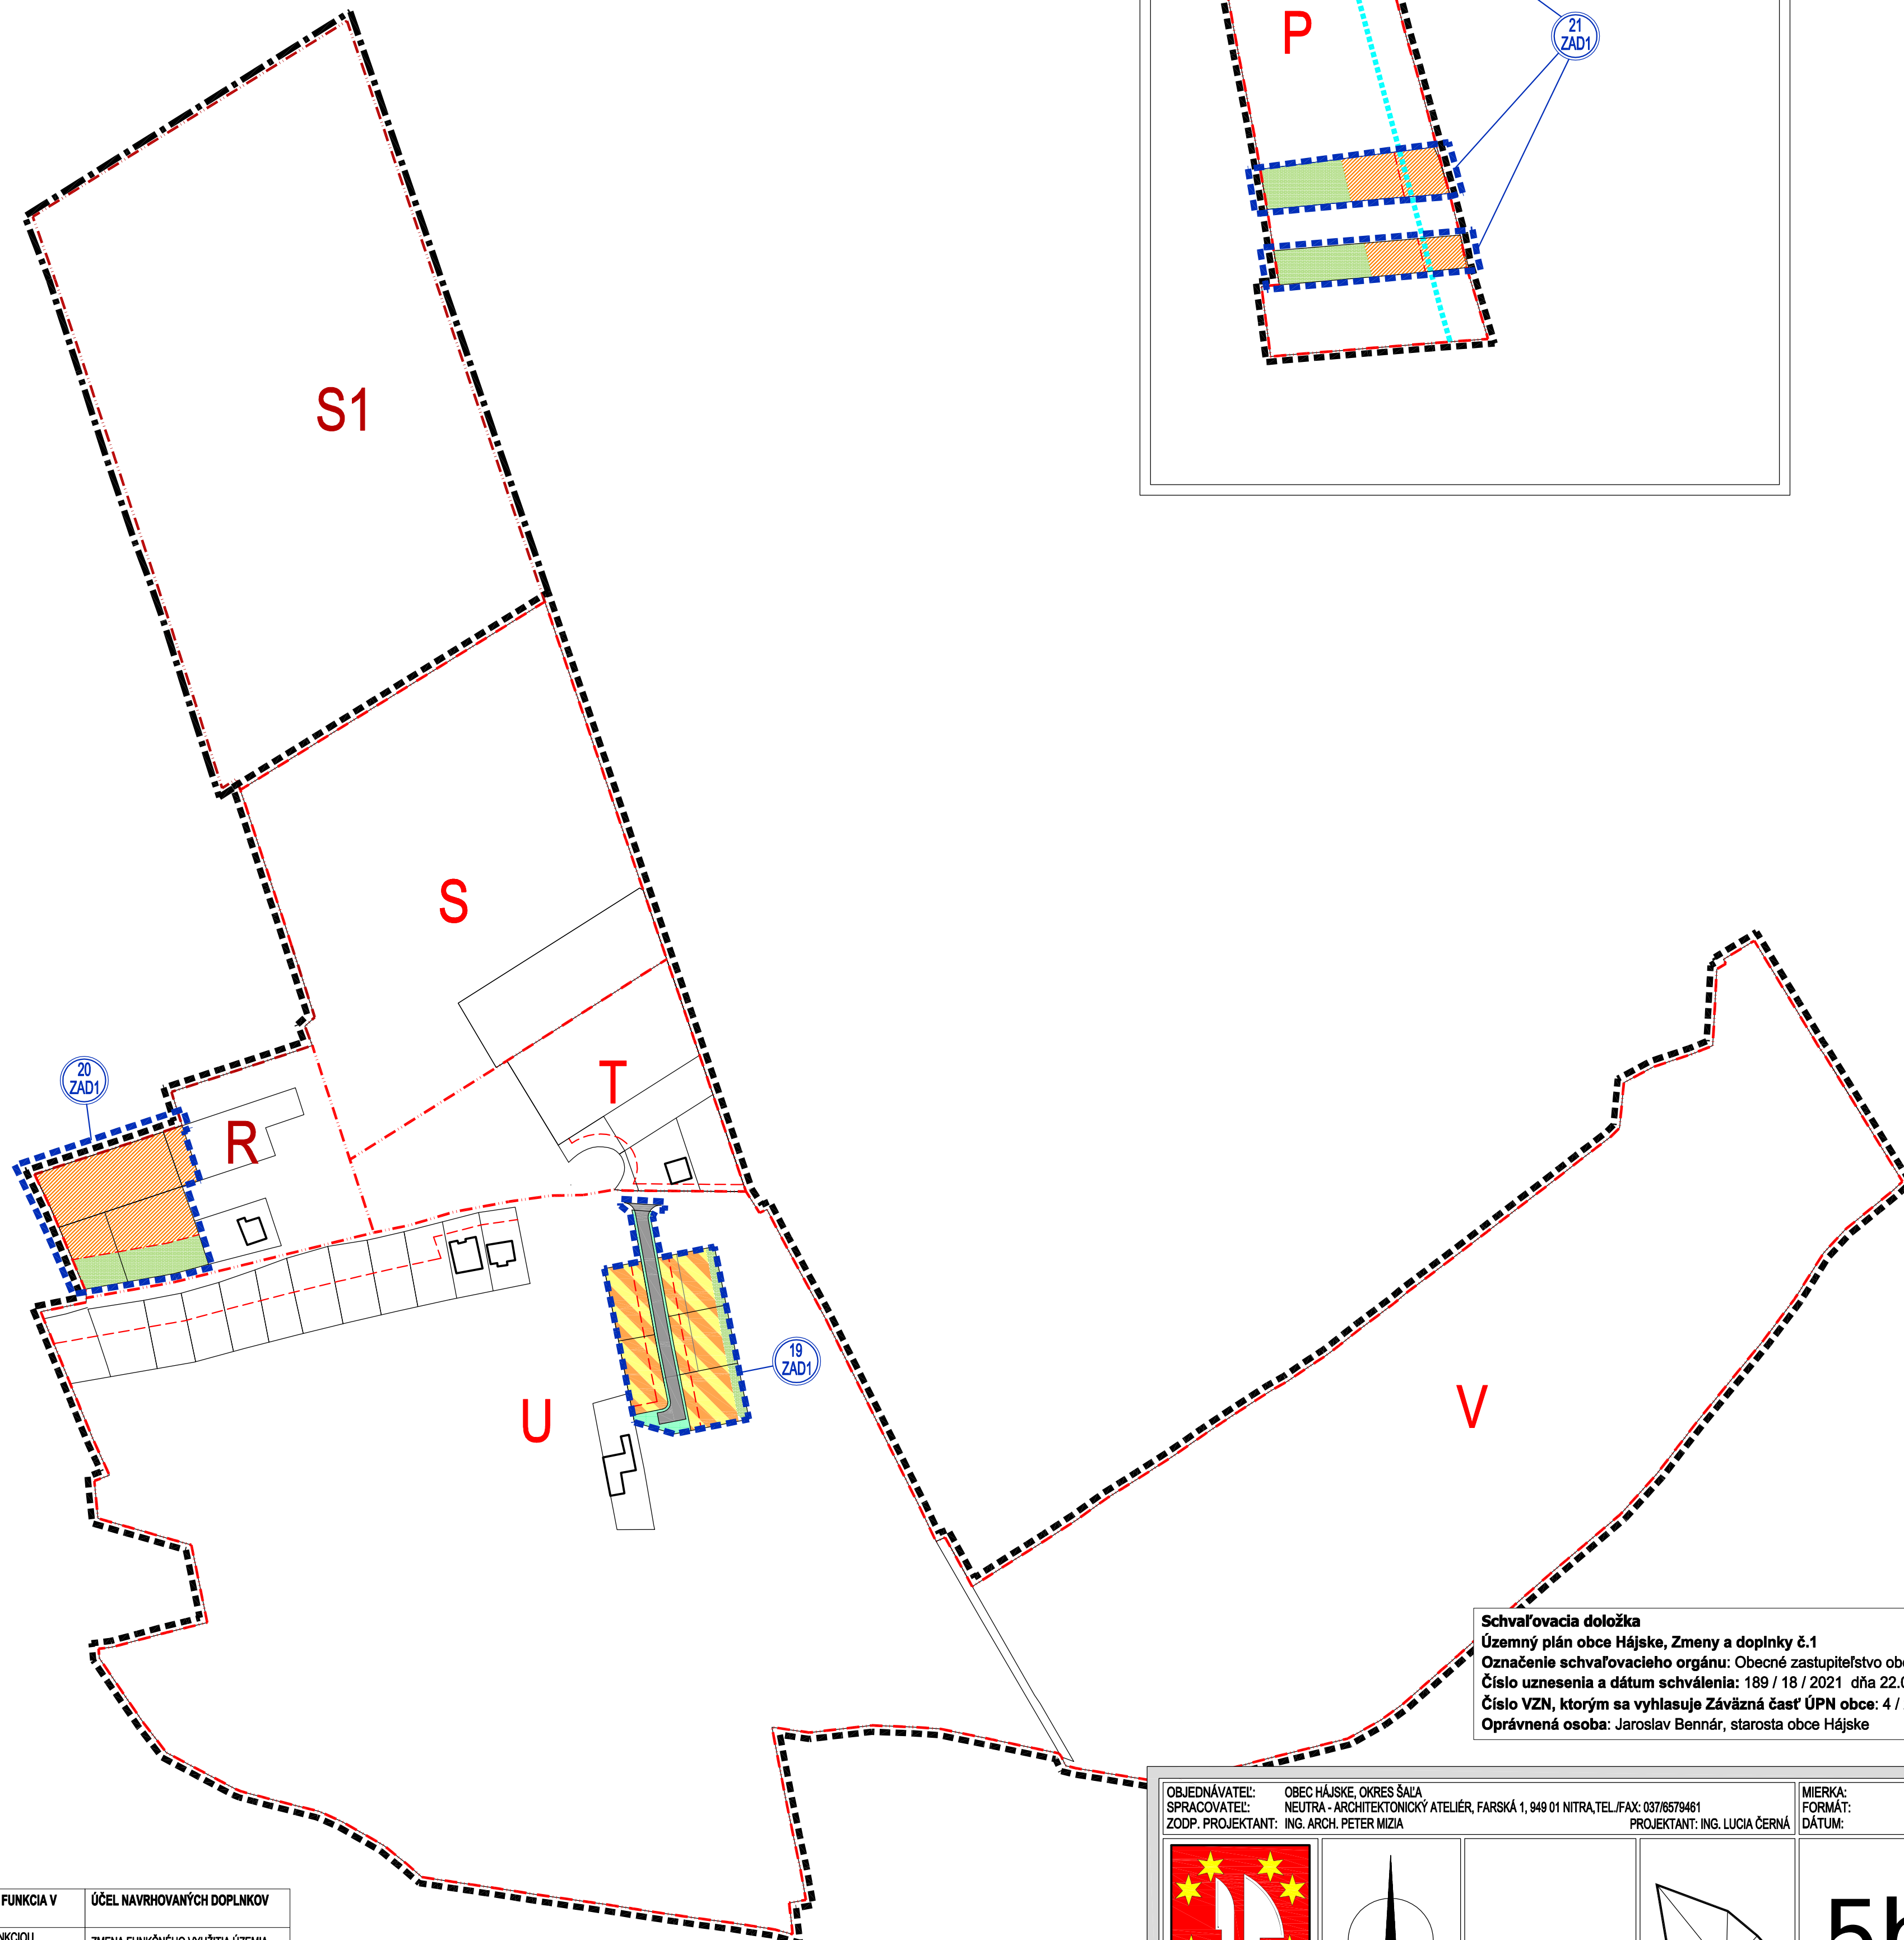 P
21
ZAD1
S1
S
T
20
ZAD1
R
19
ZAD1
U
V
Schvaľovacia doložka
Územný plán obce Hájske, Zmeny a doplnky č.1
Označenie schvaľovacieho orgánu: Obecné zastupiteľstvo
Číslo uznesenia a dátum schválenia: 189 / 18 / 2021 dňa 22.
Číslo VZN, ktorým sa vyhlasuje Záväzná časť ÚPN obce: 4 /
Oprávnená osoba: Jaroslav Bennár, starosta obce Hájske
OBJEDNÁVATEĽ: OBEC HÁJSKE, OKRES ŠAĽA
SPRACOVATEĽ: NEUTRA - ARCHITEKTONICKÝ ATELIÉR, FARSKÁ 1, 949 01 NITRA,TEL./FAX: 037/6579461
ZODP. PROJEKTANT: ING. ARCH. PETER MIZIA PROJEKTANT: ING. LUCIA ČERNÁ
MIERKA:
FORMÁT:
DÁTUM:
FUNKCIA V
ÚČEL NAVRHOVANÝCH DOPLNKOV
ZMENA FUNKČNÉHO VYUŽITIA ÚZEMIA